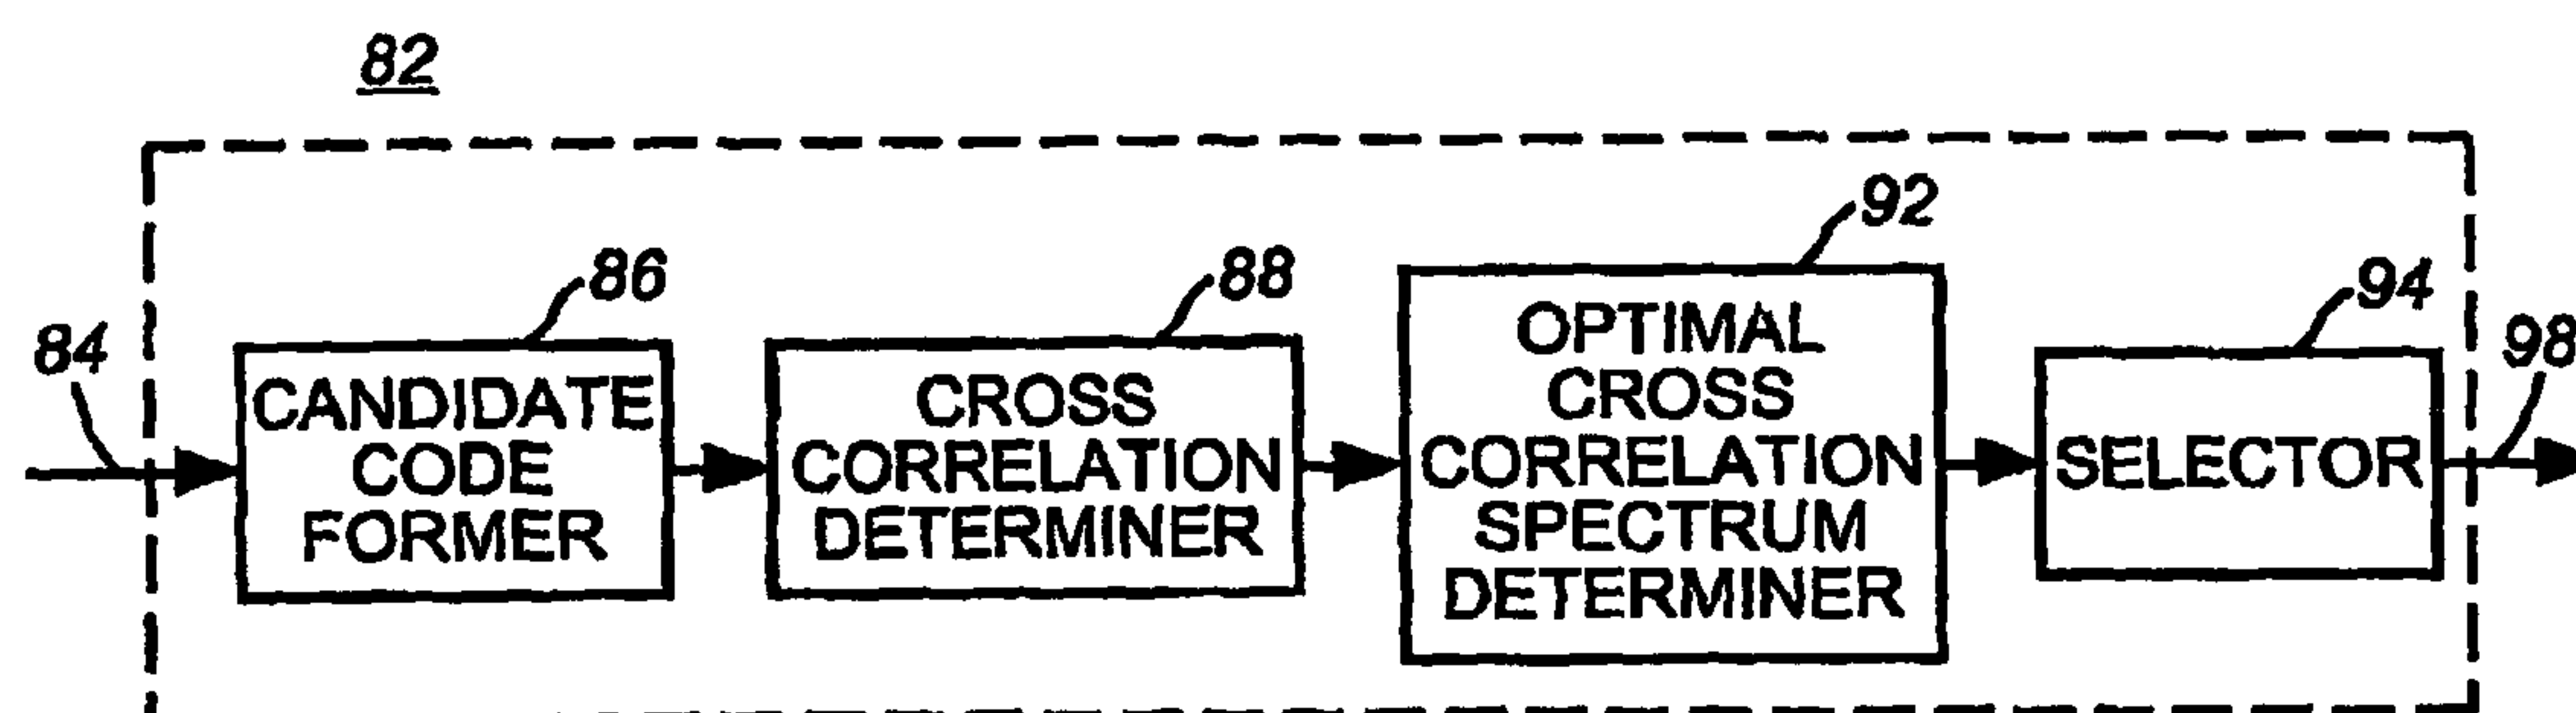 82
84
86
CANDIDATE
CODE
FORMER
88
CROSS
CORRELATION
DETERMINER
92
OPTIMAL
CROSS
CORRELATION
SPECTRUM
DETERMINER
94
SELECTOR
98